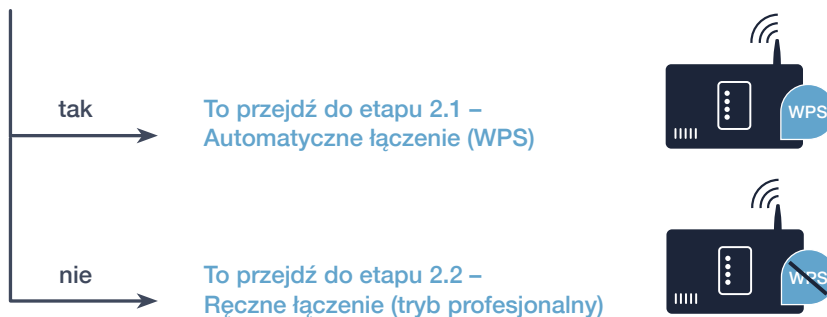 tak
To przejdź do etapu 2.1 –
Automatyczne łączenie (WPS)
WPS
nie
To przejdź do etapu 2.2 –
Ręczne łączenie (tryb profesjonalny)
WPS